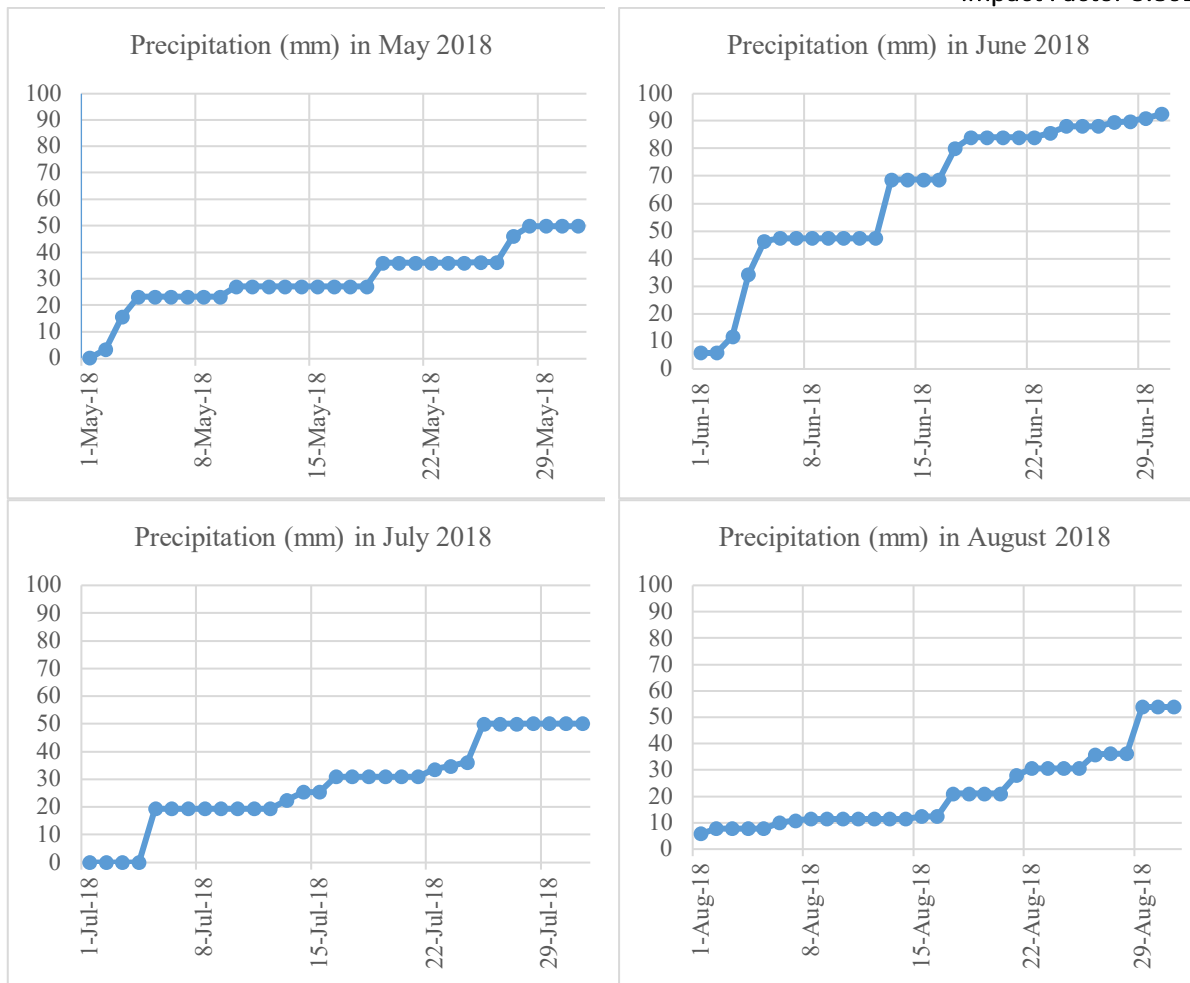 Precipitation (mm) in May 2018
100
90
80
70
60
50
40
30
20
10
0
1-May-18
8-May-18
15-May-18
22-May-18
29-May-18
Precipitation (mm) in June 2018
100
90
80
70
60
50
40
30
20
10
0
1-Jun-18
8-Jun-18
15-Jun-18
22-Jun-18
29-Jun-18
Precipitation (mm) in July 2018
100
90
80
70
60
50
40
30
20
10
0
1-Jul-18
8-Jul-18
15-Jul-18
22-Jul-18
29-Jul-18
Precipitation (mm) in August 2018
100
90
80
70
60
50
40
30
20
10
0
1-Aug-18
8-Aug-18
15-Aug-18
22-Aug-18
29-Aug-18